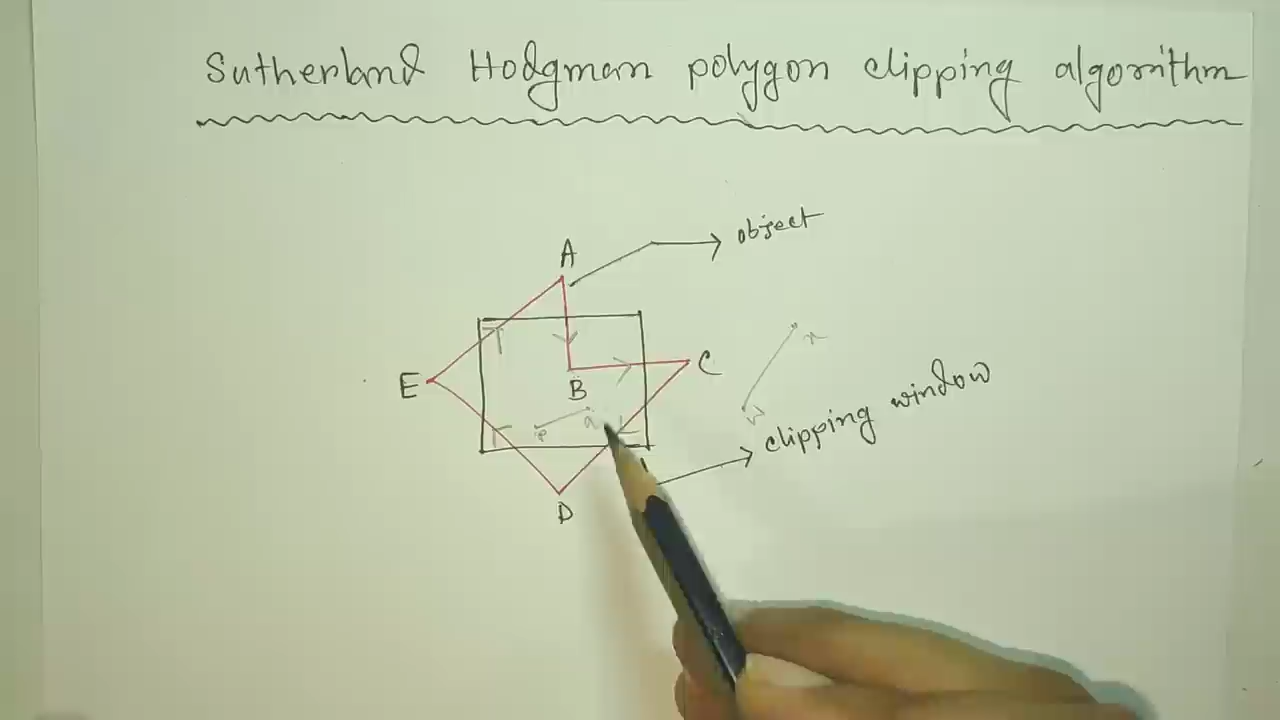 Sutherland Hodgman polygon clipping algorithm
A
object
E
B
C
clipping window
D